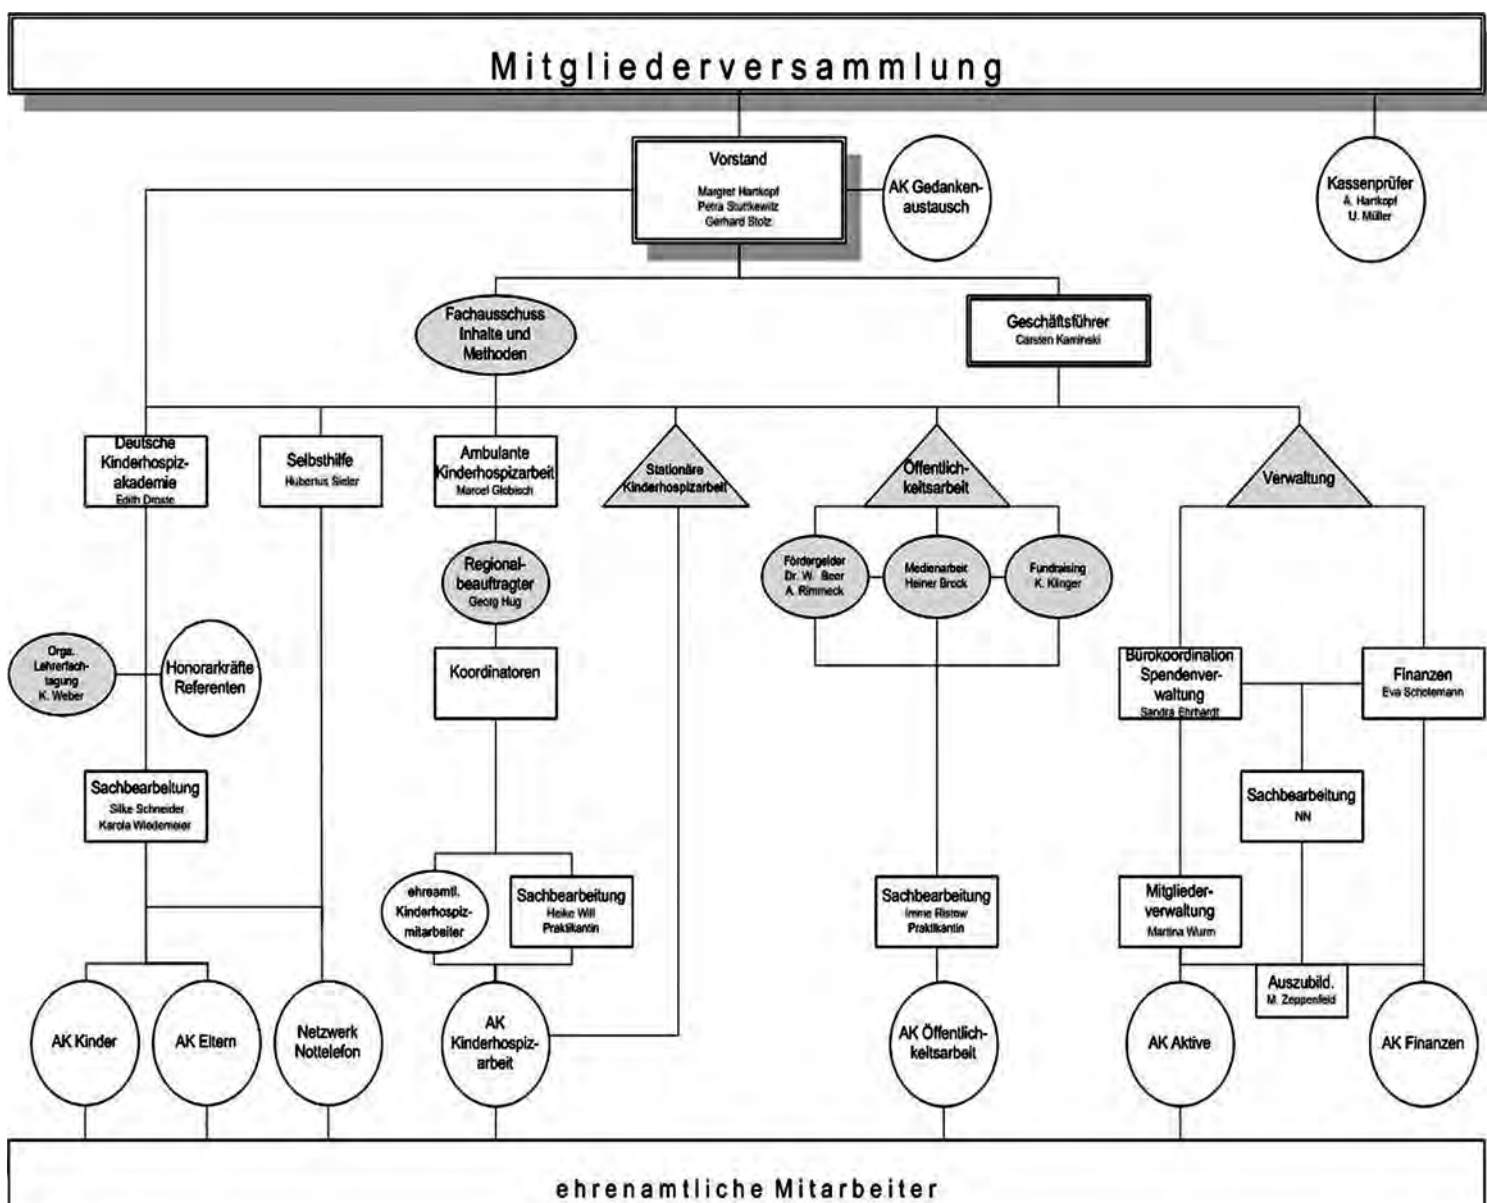 Mitgliederversammlung
Vorstand
Margret Hartkopf
Petra Stuttkewitz
Gerhard Stolz
AK Gedanken-
austausch
Kassenprüfer
A. Hartkopf
U. Müller
Fachausschuss
Inhalte und
Methoden
Geschäftsführer
Carsten Kaminski
Deutsche
Kinderhospiz-
akademie
Edith Droste
Selbsthilfe
Hubertus Sieler
Ambulante
Kinderhospizarbeit
Marcel Globisch
Stationäre
Kinderhospizarbeit
Öffentlich-
keitsarbeit
Verwaltung
Regional-
beauftragter
Georg Hug
Fördergelder
Dr. W. Beer
A. Rimmeck
Medienarbeit
Heiner Brock
Fundraising
K. Klinger
Orga.
Lehrerfach-
tagung
K. Weber
Honorarkräfte
Referenten
Koordinatoren
Bürokoordination
Spendenver-
waltung
Sandra Ehrhardt
Finanzen
Eva Scholemann
Sachbearbeitung
Silke Schneider
Karola Wiedemeier
Sachbearbeitung
NN
ehreamtl.
Kinderhospiz-
mitarbeiter
Sachbearbeitung
Heike Will
Praktikantin
Sachbearbeitung
Imme Ristow
Praktikantin
Mitglieder-
verwaltung
Martina Wurm
Auszubild.
M. Zeppenfeld
AK Kinder
AK Eltern
Netzwerk
Nottelefon
AK
Kinderhospiz-
arbeit
AK Öffentlich-
keitsarbeit
AK Aktive
AK Finanzen
ehrenamtliche Mitarbeiter